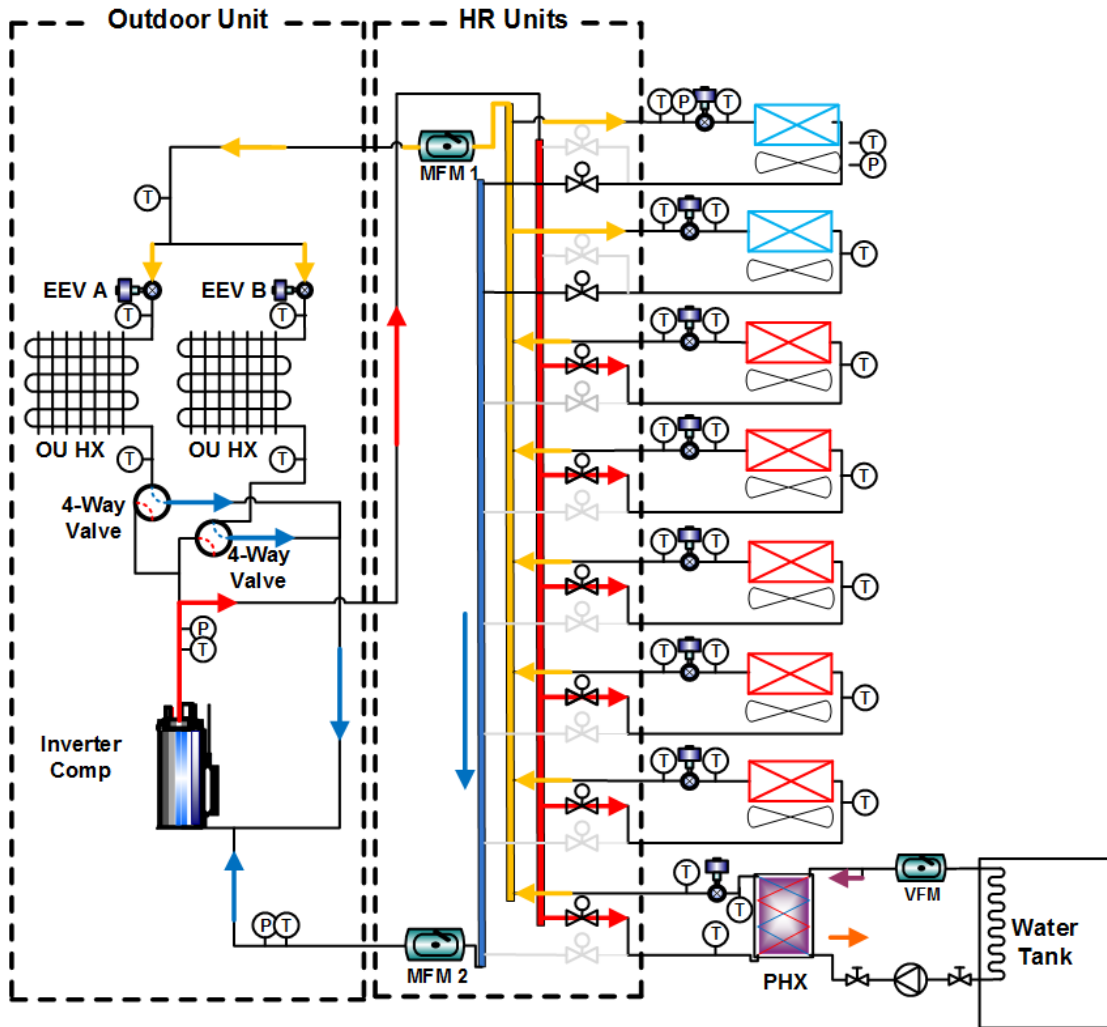 Outdoor Unit
HR Units
T P T
T
P
MFM 1
T
T T
T
EEV A
EEV B
T
T
T T
T
T T
OU HX
OU HX
T
T
T
4-Way
Valve
T T
4-Way
Valve
T
P
T
T T
T
Inverter
Comp
T T
T
T
VFM
T
P T
T
Water
Tank
MFM 2
PHX